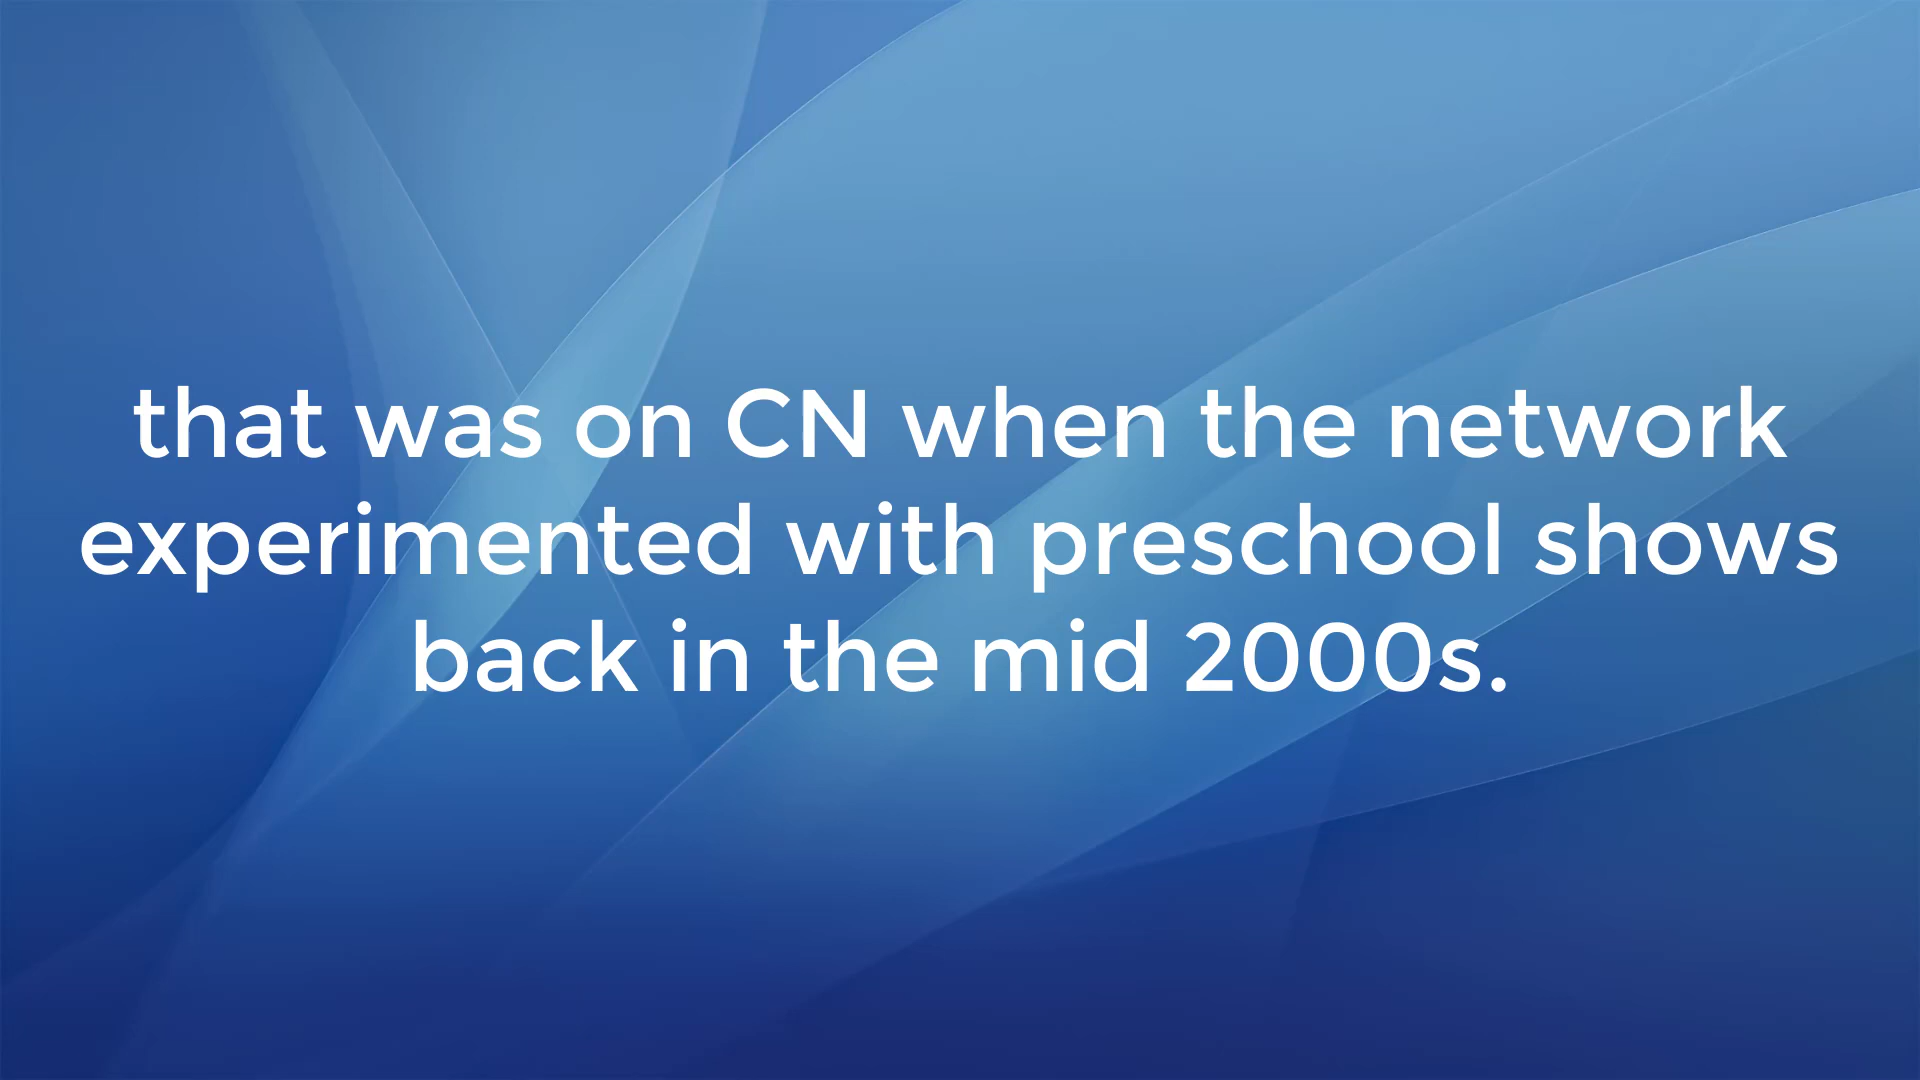 that was on CN when the network
experimented with preschool shows
back in the mid 2000s.